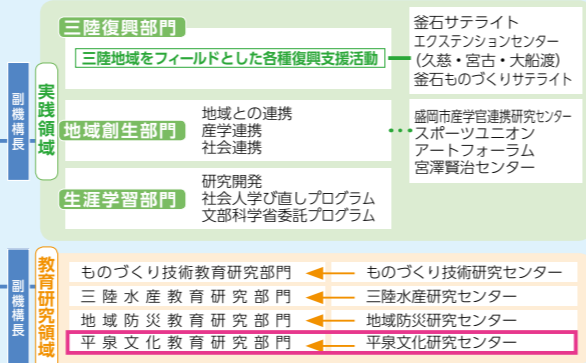 副機構長
実践領域
三陸復興部門
三陸地域をフィールドとした各種復興支援活動
釜石サテライト
エクステンションセンター
(久慈・宮古・大船渡)
釜石ものづくりサテライト
地域創生部門
地域との連携
産学連携
社会連携
盛岡市産学官連携研究センター
スポーツユニオン
アートフォーラム
宮澤賢治センター
生涯学習部門
研究開発
社会人学び直しプログラム
文部科学省委託プログラム
副機構長
教育研究領域
ものづくり技術教育研究部門 ものづくり技術研究センター
三陸水産教育研究部門 三陸水産研究センター
地域防災教育研究部門 地域防災研究センター
平泉文化教育研究部門 平泉文化研究センター